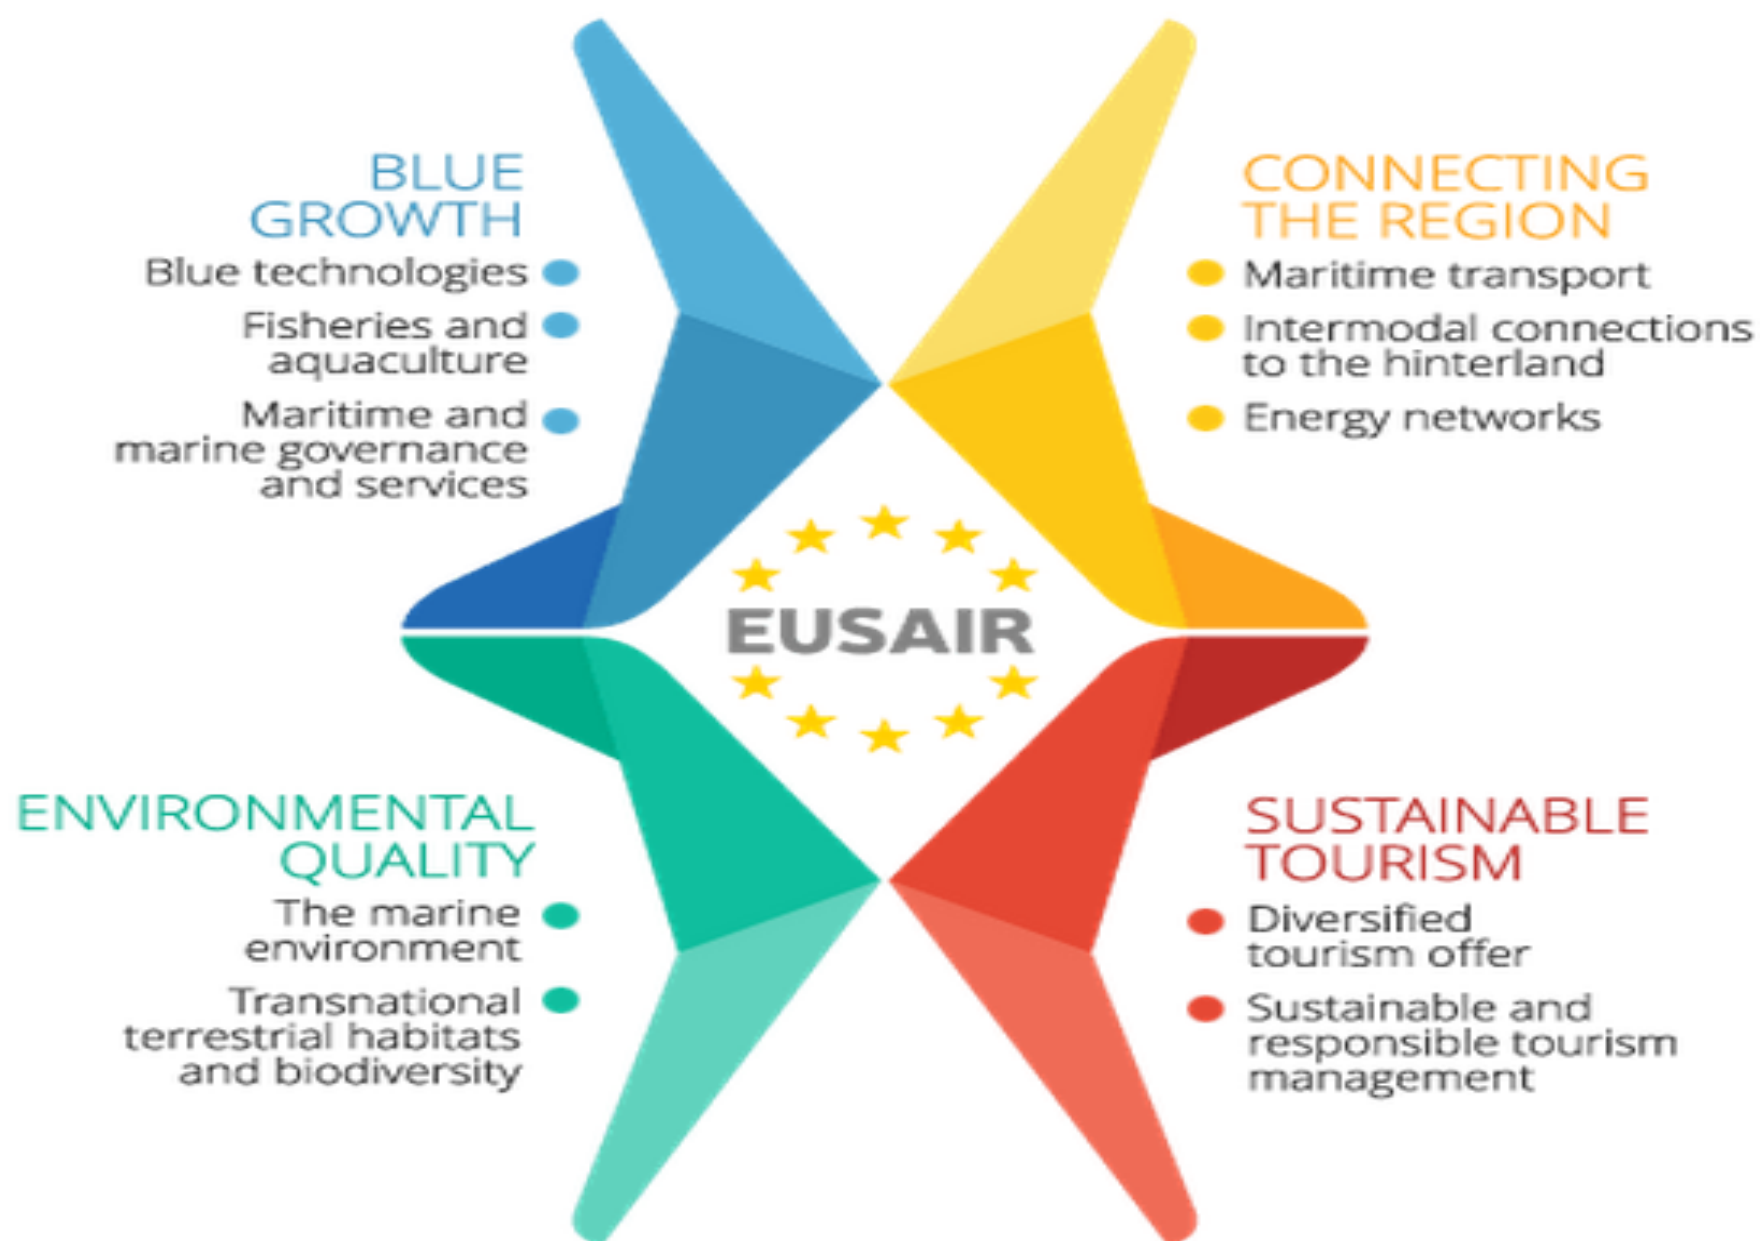 BLUE
GROWTH
Blue technologies
Fisheries and
aquaculture
Maritime and
marine governance
and services
CONNECTING
THE REGION
Maritime transport
Intermodal connections
to the hinterland
Energy networks
EUSAIR
ENVIRONMENTAL
QUALITY
The marine
environment
Transnational
terrestrial habitats
and biodiversity
SUSTAINABLE
TOURISM
Diversified
tourism offer
Sustainable and
responsible tourism
management